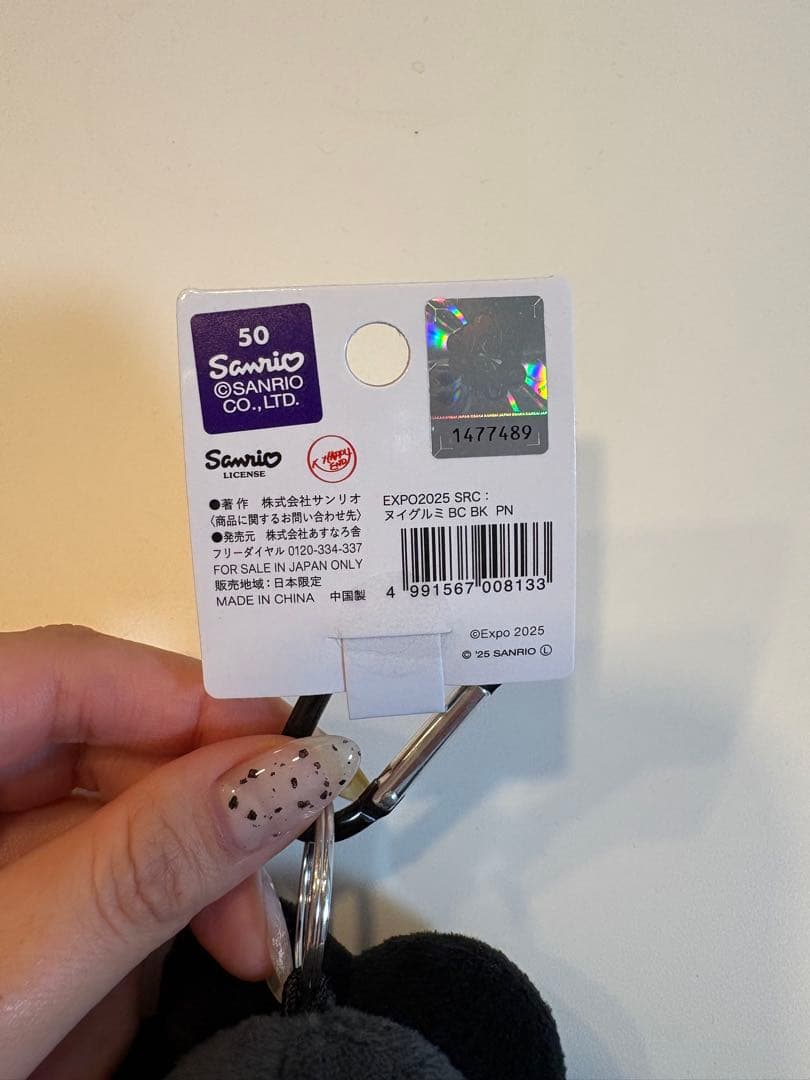 50
Sanrio
©SANRIO
CO.,LTD.
Sanrio
LICENSE
HAPPY
END
●著作 株式会社サンリオ
〈商品に関するお問い合わせ先〉
●発売元 株式会社あすなろ舎
フリーダイヤル 0120-334-337
FOR SALE IN JAPAN ONLY
販売地域：日本限定
MADE IN CHINA 中国製
1477489
EXPO2025 SRC：
ヌイグルミ BC BK PN
4 991567 008133
©Expo 2025
© '25 SANRIO Ⓛ